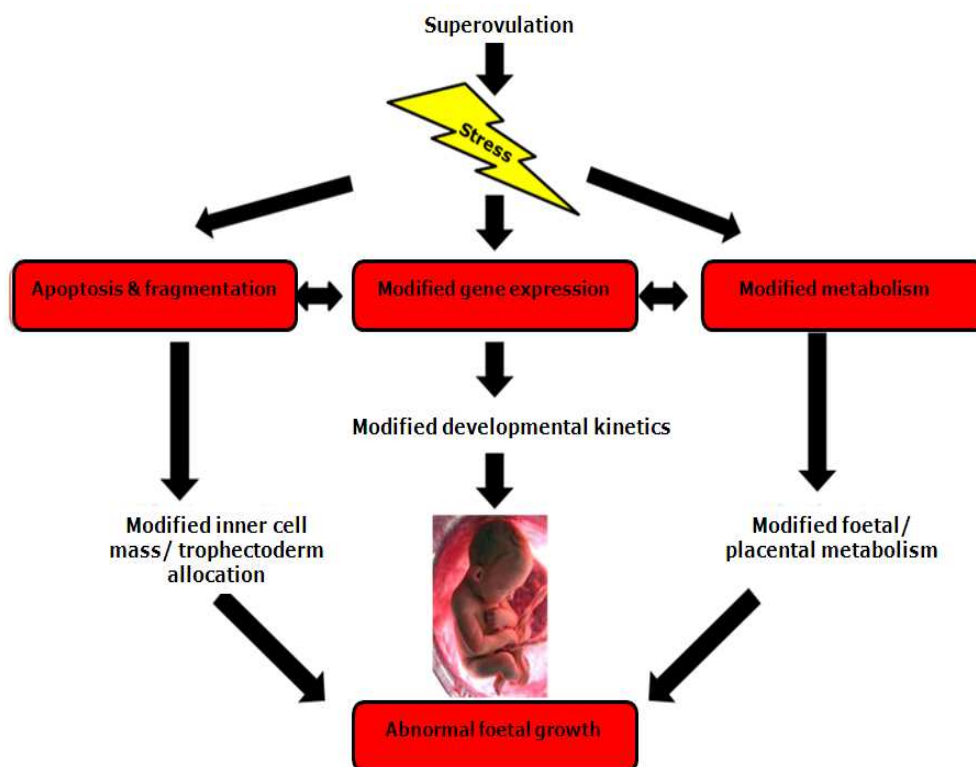 Superovulation
Stress
Apoptosis & fragmentation
Modified gene expression
Modified metabolism
Modified developmental kinetics
Modified inner cell
mass/ trophectoderm
allocation
Modified foetal/
placental metabolism
Abnormal foetal growth